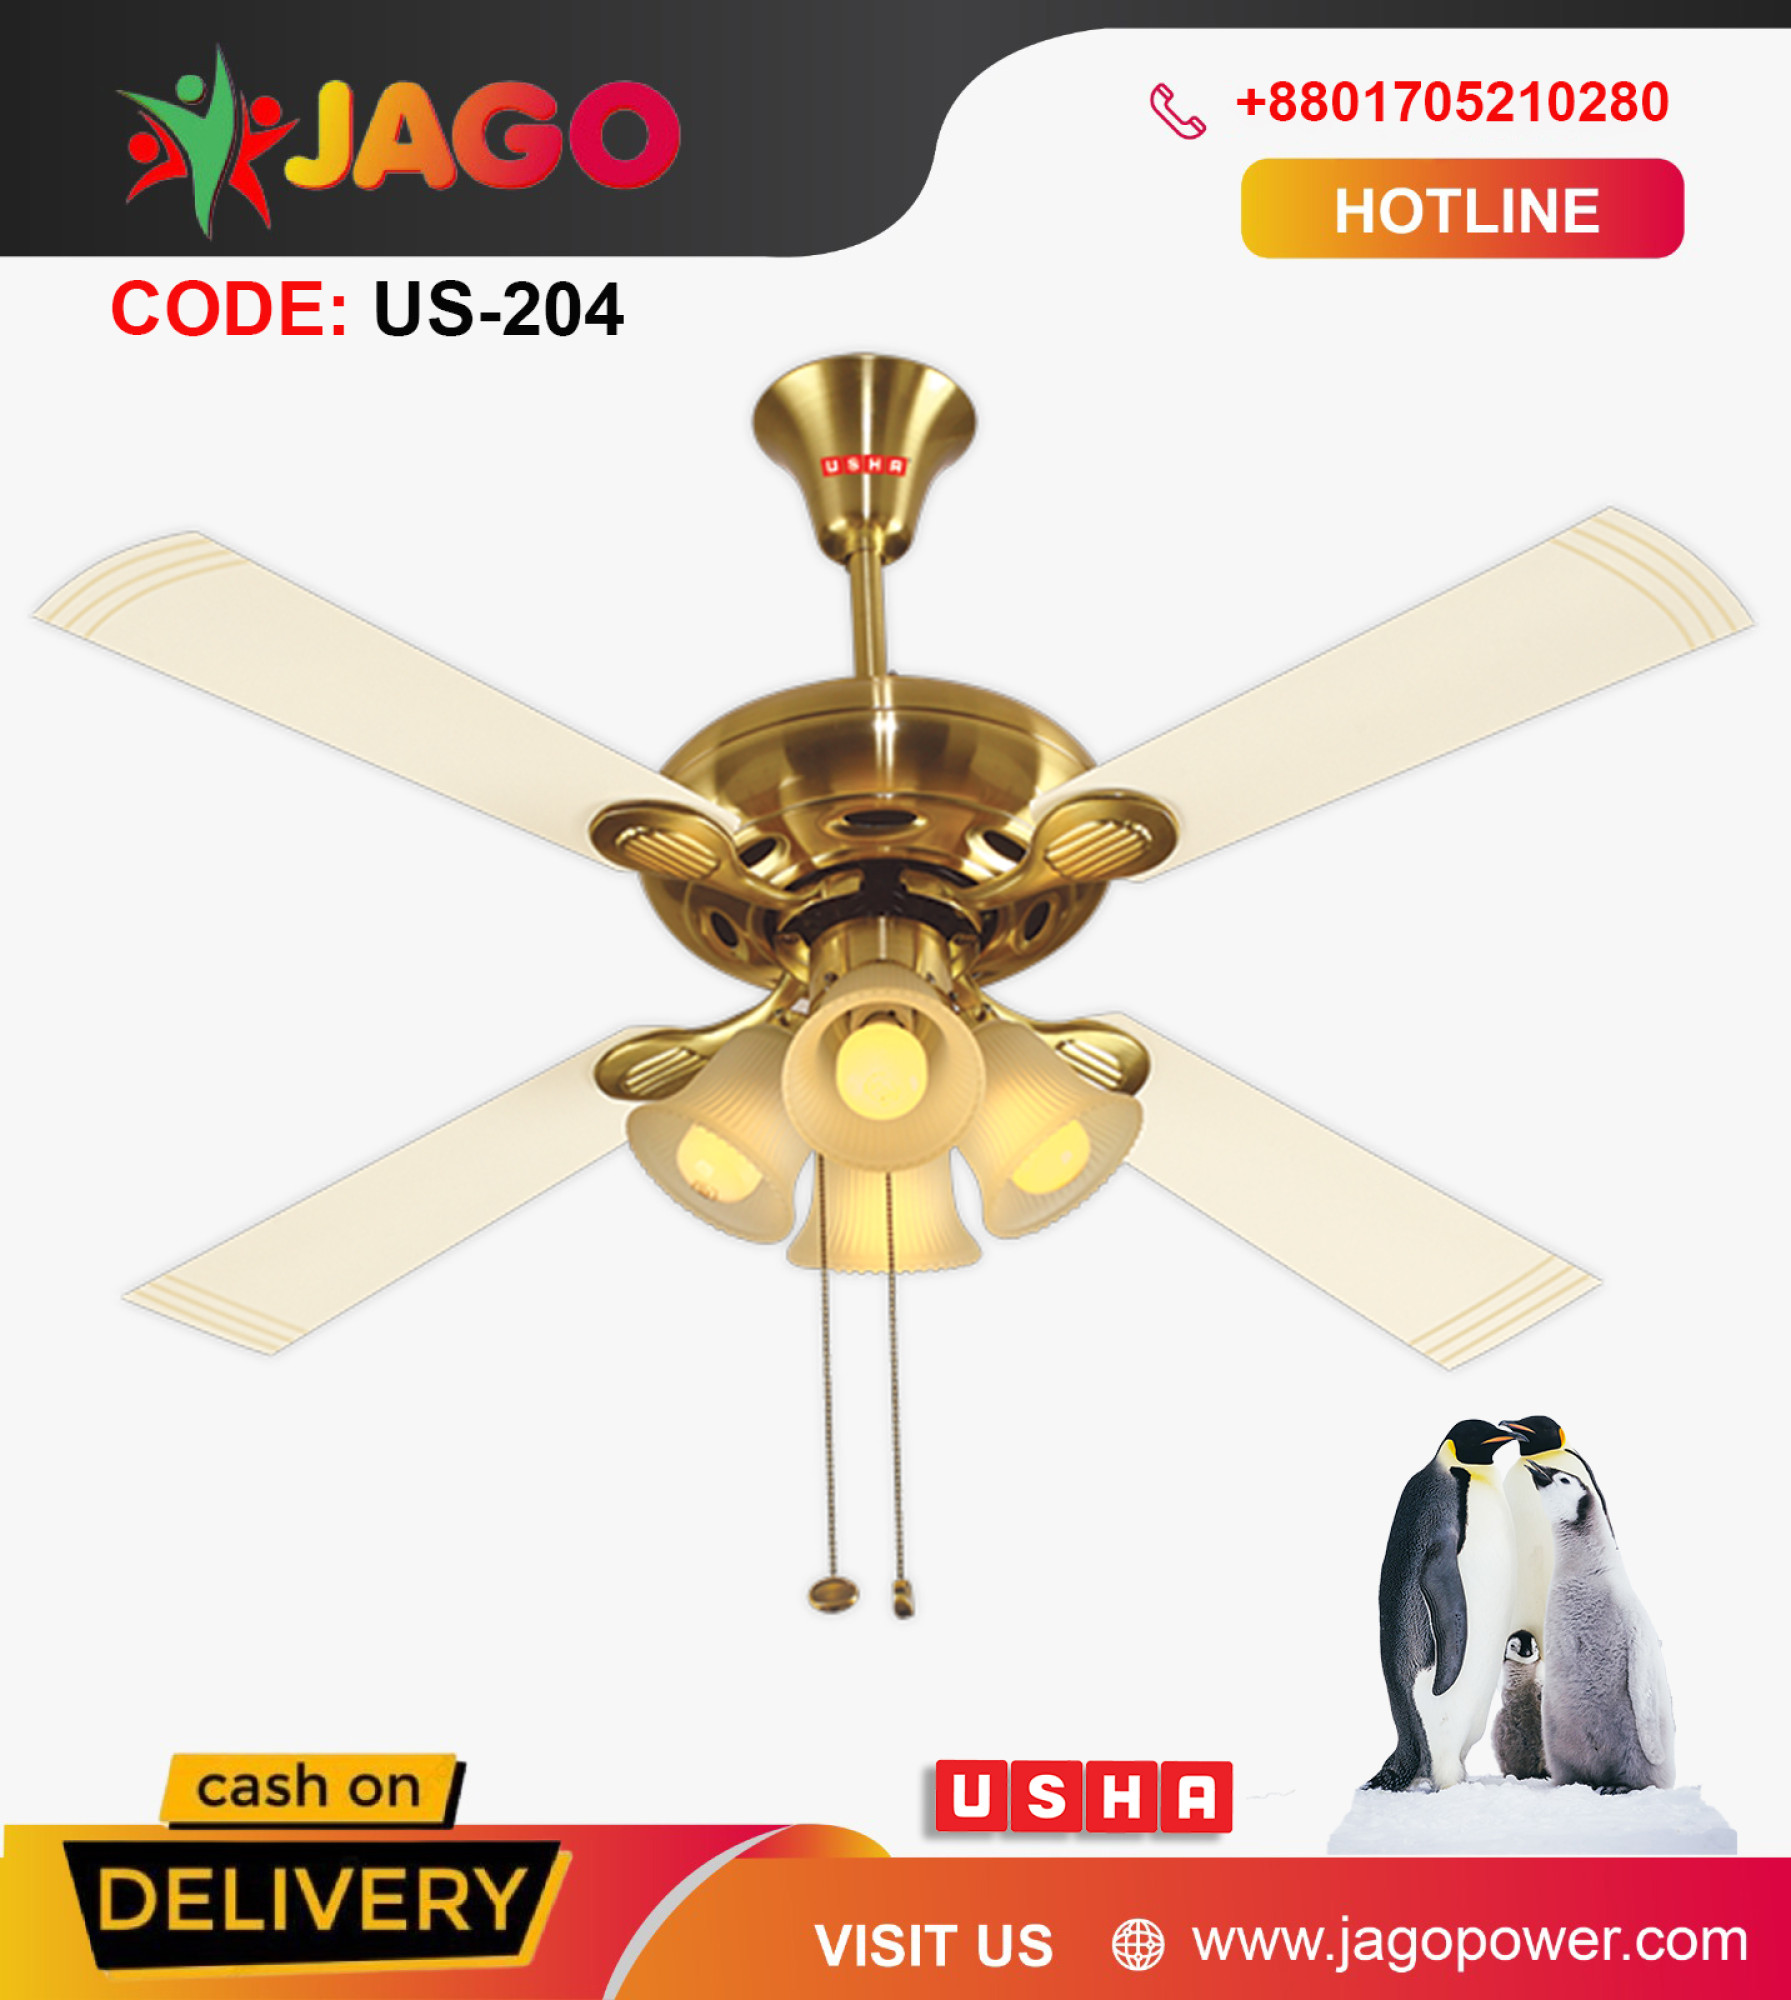 JAGO
+8801705210280
HOTLINE
CODE: US-204
USHA
cash on
DELIVERY
USHA
VISIT US
www.jagopower.com